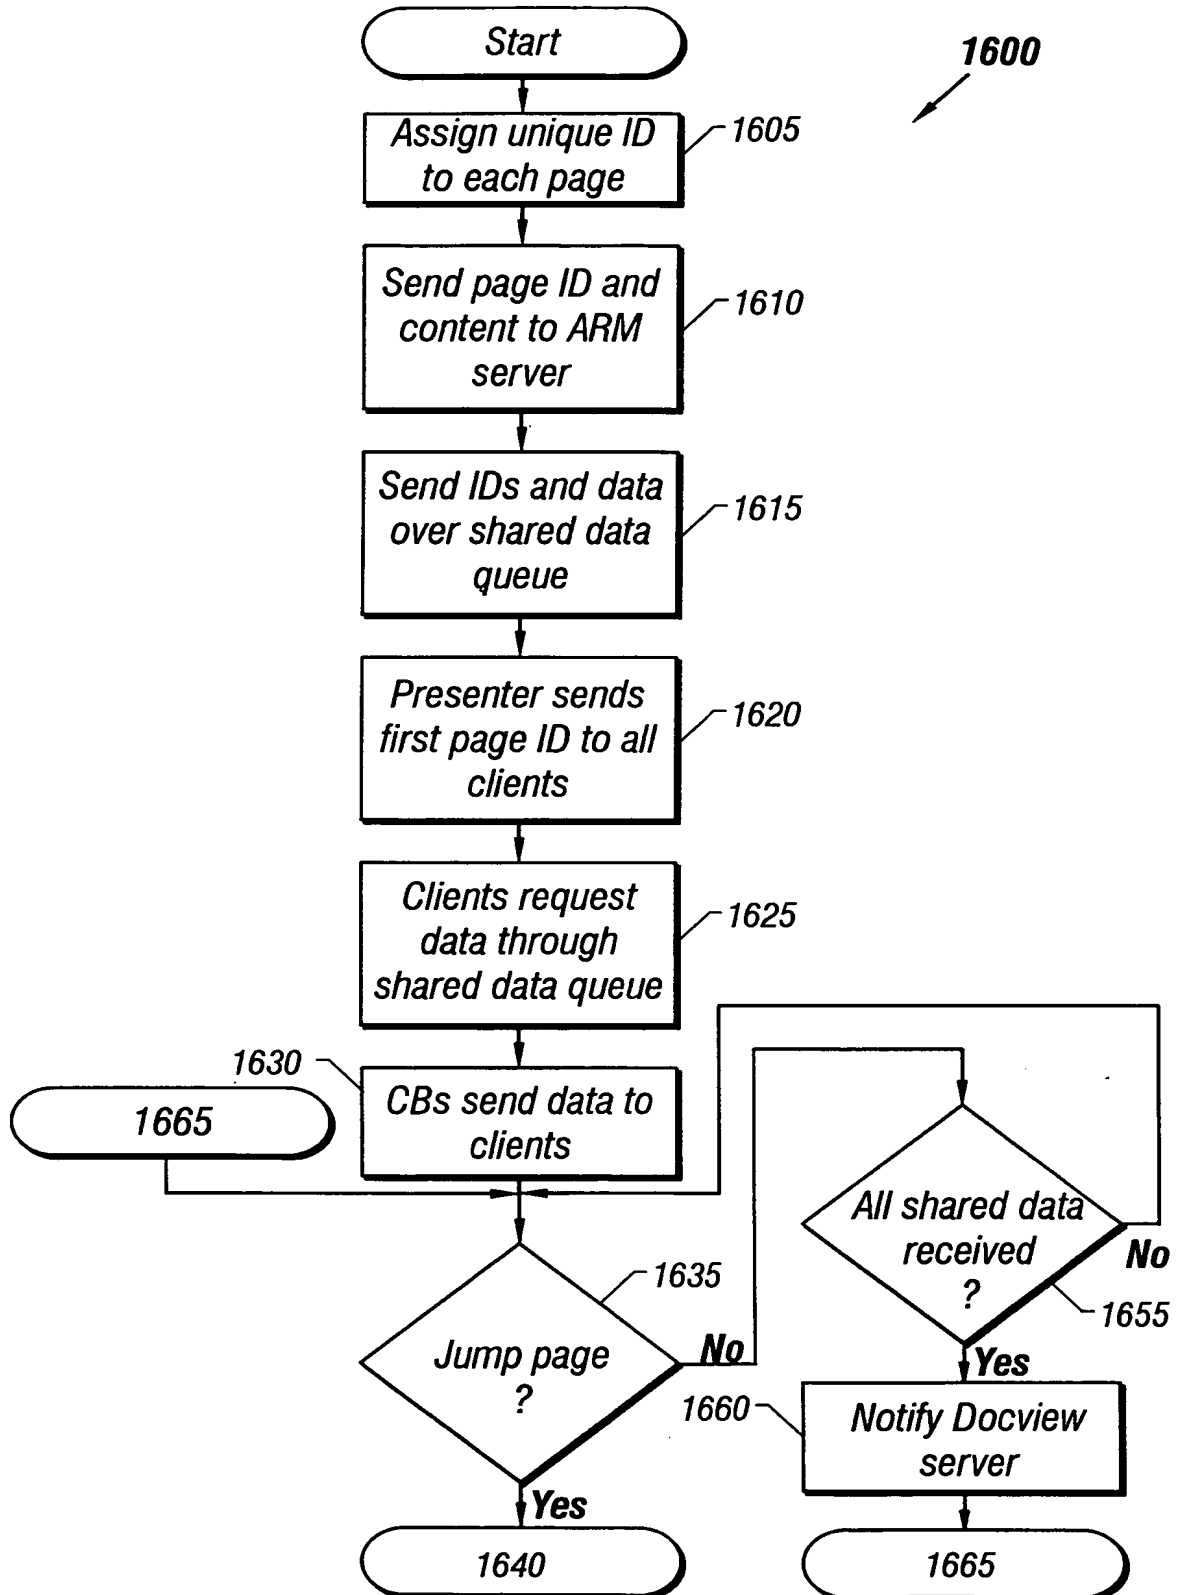 Start
1600
Assign unique ID
to each page
1605
Send page ID and
content to ARM
server
1610
Send IDs and data
over shared data
queue
1615
Presenter sends
first page ID to all
clients
1620
Clients request
data through
shared data queue
1625
1630
CBs send data to
clients
1665
Jump page
?
1635
No
Yes
1640
All shared data
received
?
No
1655
Yes
1660
Notify Docview
server
1665